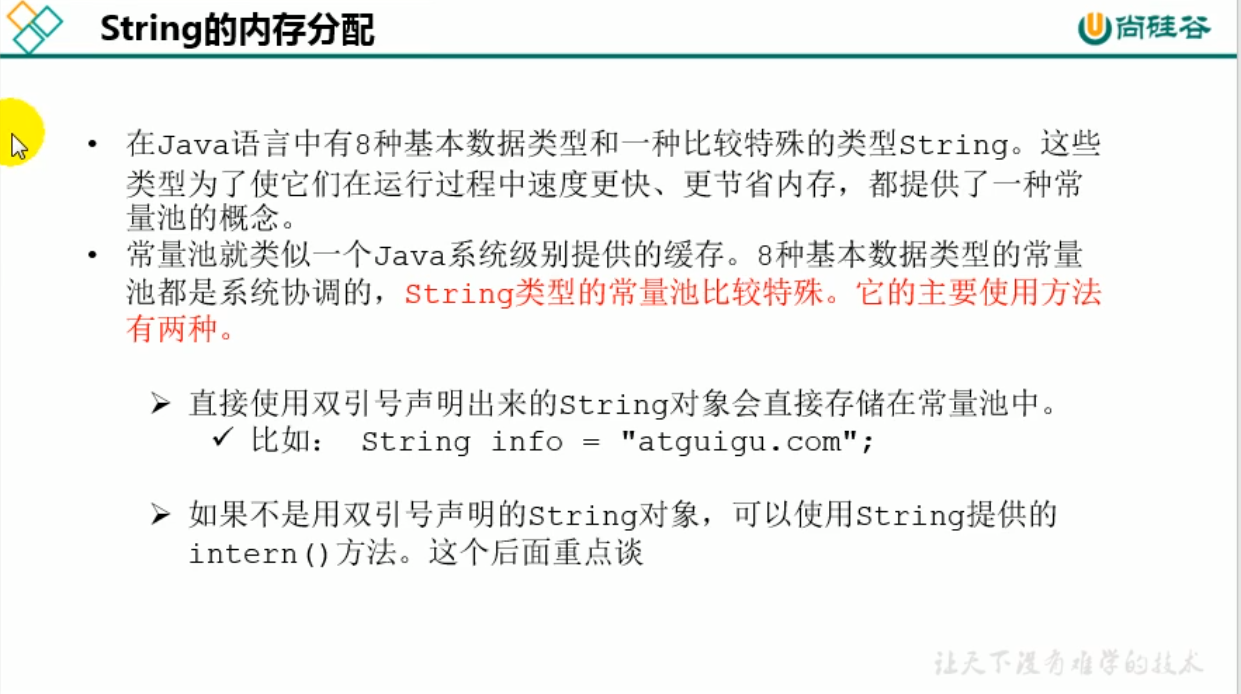 String的内存分配
尚硅谷
• 在Java语言中有8种基本数据类型和一种比较特殊的类型String。这些
类型为了使它们在运行过程中速度更快、更节省内存，都提供了一种常
量池的概念。
• 常量池就类似一个Java系统级别提供的缓存。8种基本数据类型的常量
池都是系统协调的，String类型的常量池比较特殊。它的主要使用方法
有两种。
➢ 直接使用双引号声明出来的String对象会直接存储在常量池中。
✓ 比如： String info = "atguigu.com";
➢ 如果不是用双引号声明的String对象，可以使用String提供的
intern()方法。这个后面重点谈
让天下没有难学的技术